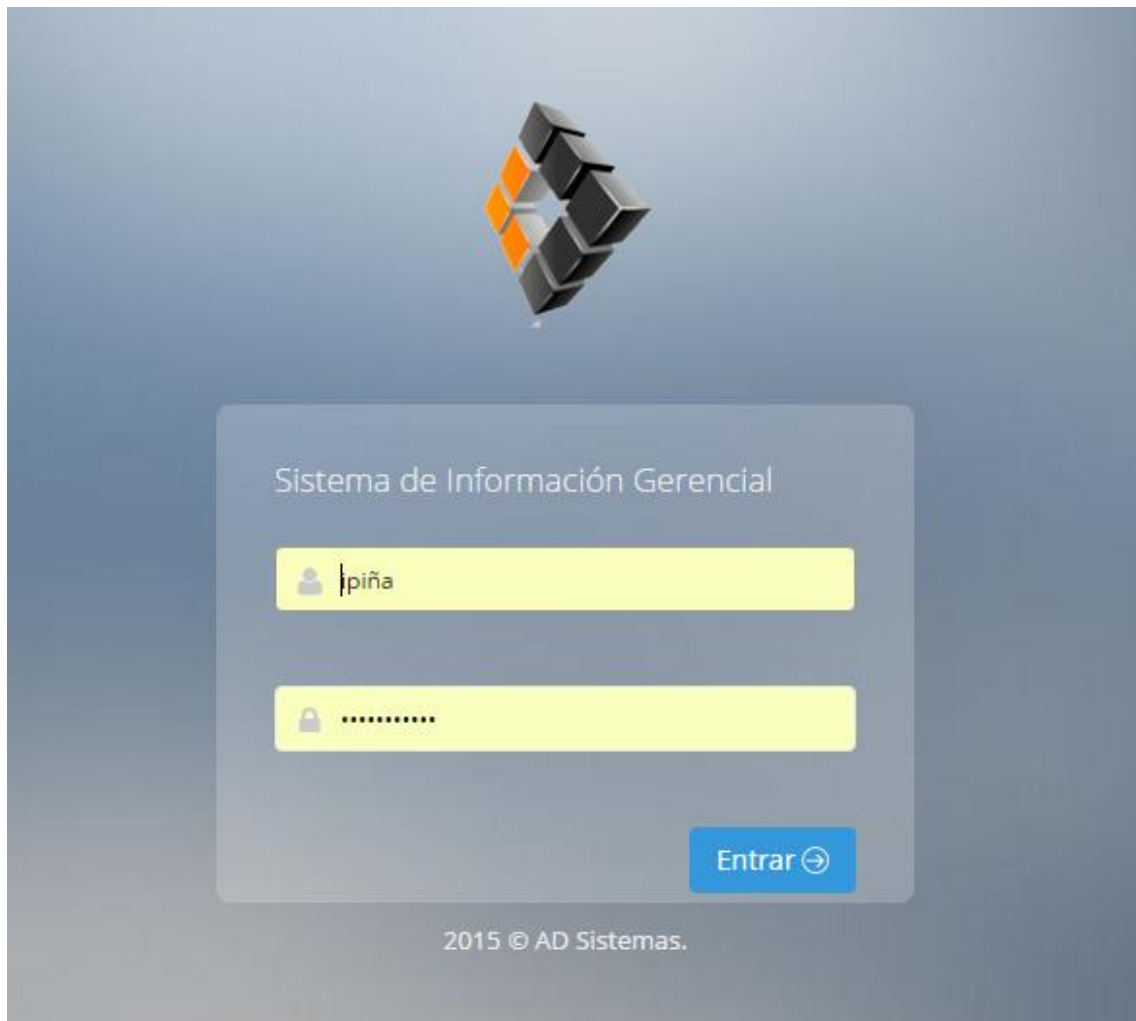 Sistema de Información Gerencial
ipiña
•••••••••••
Entrar
2015 © AD Sistemas.